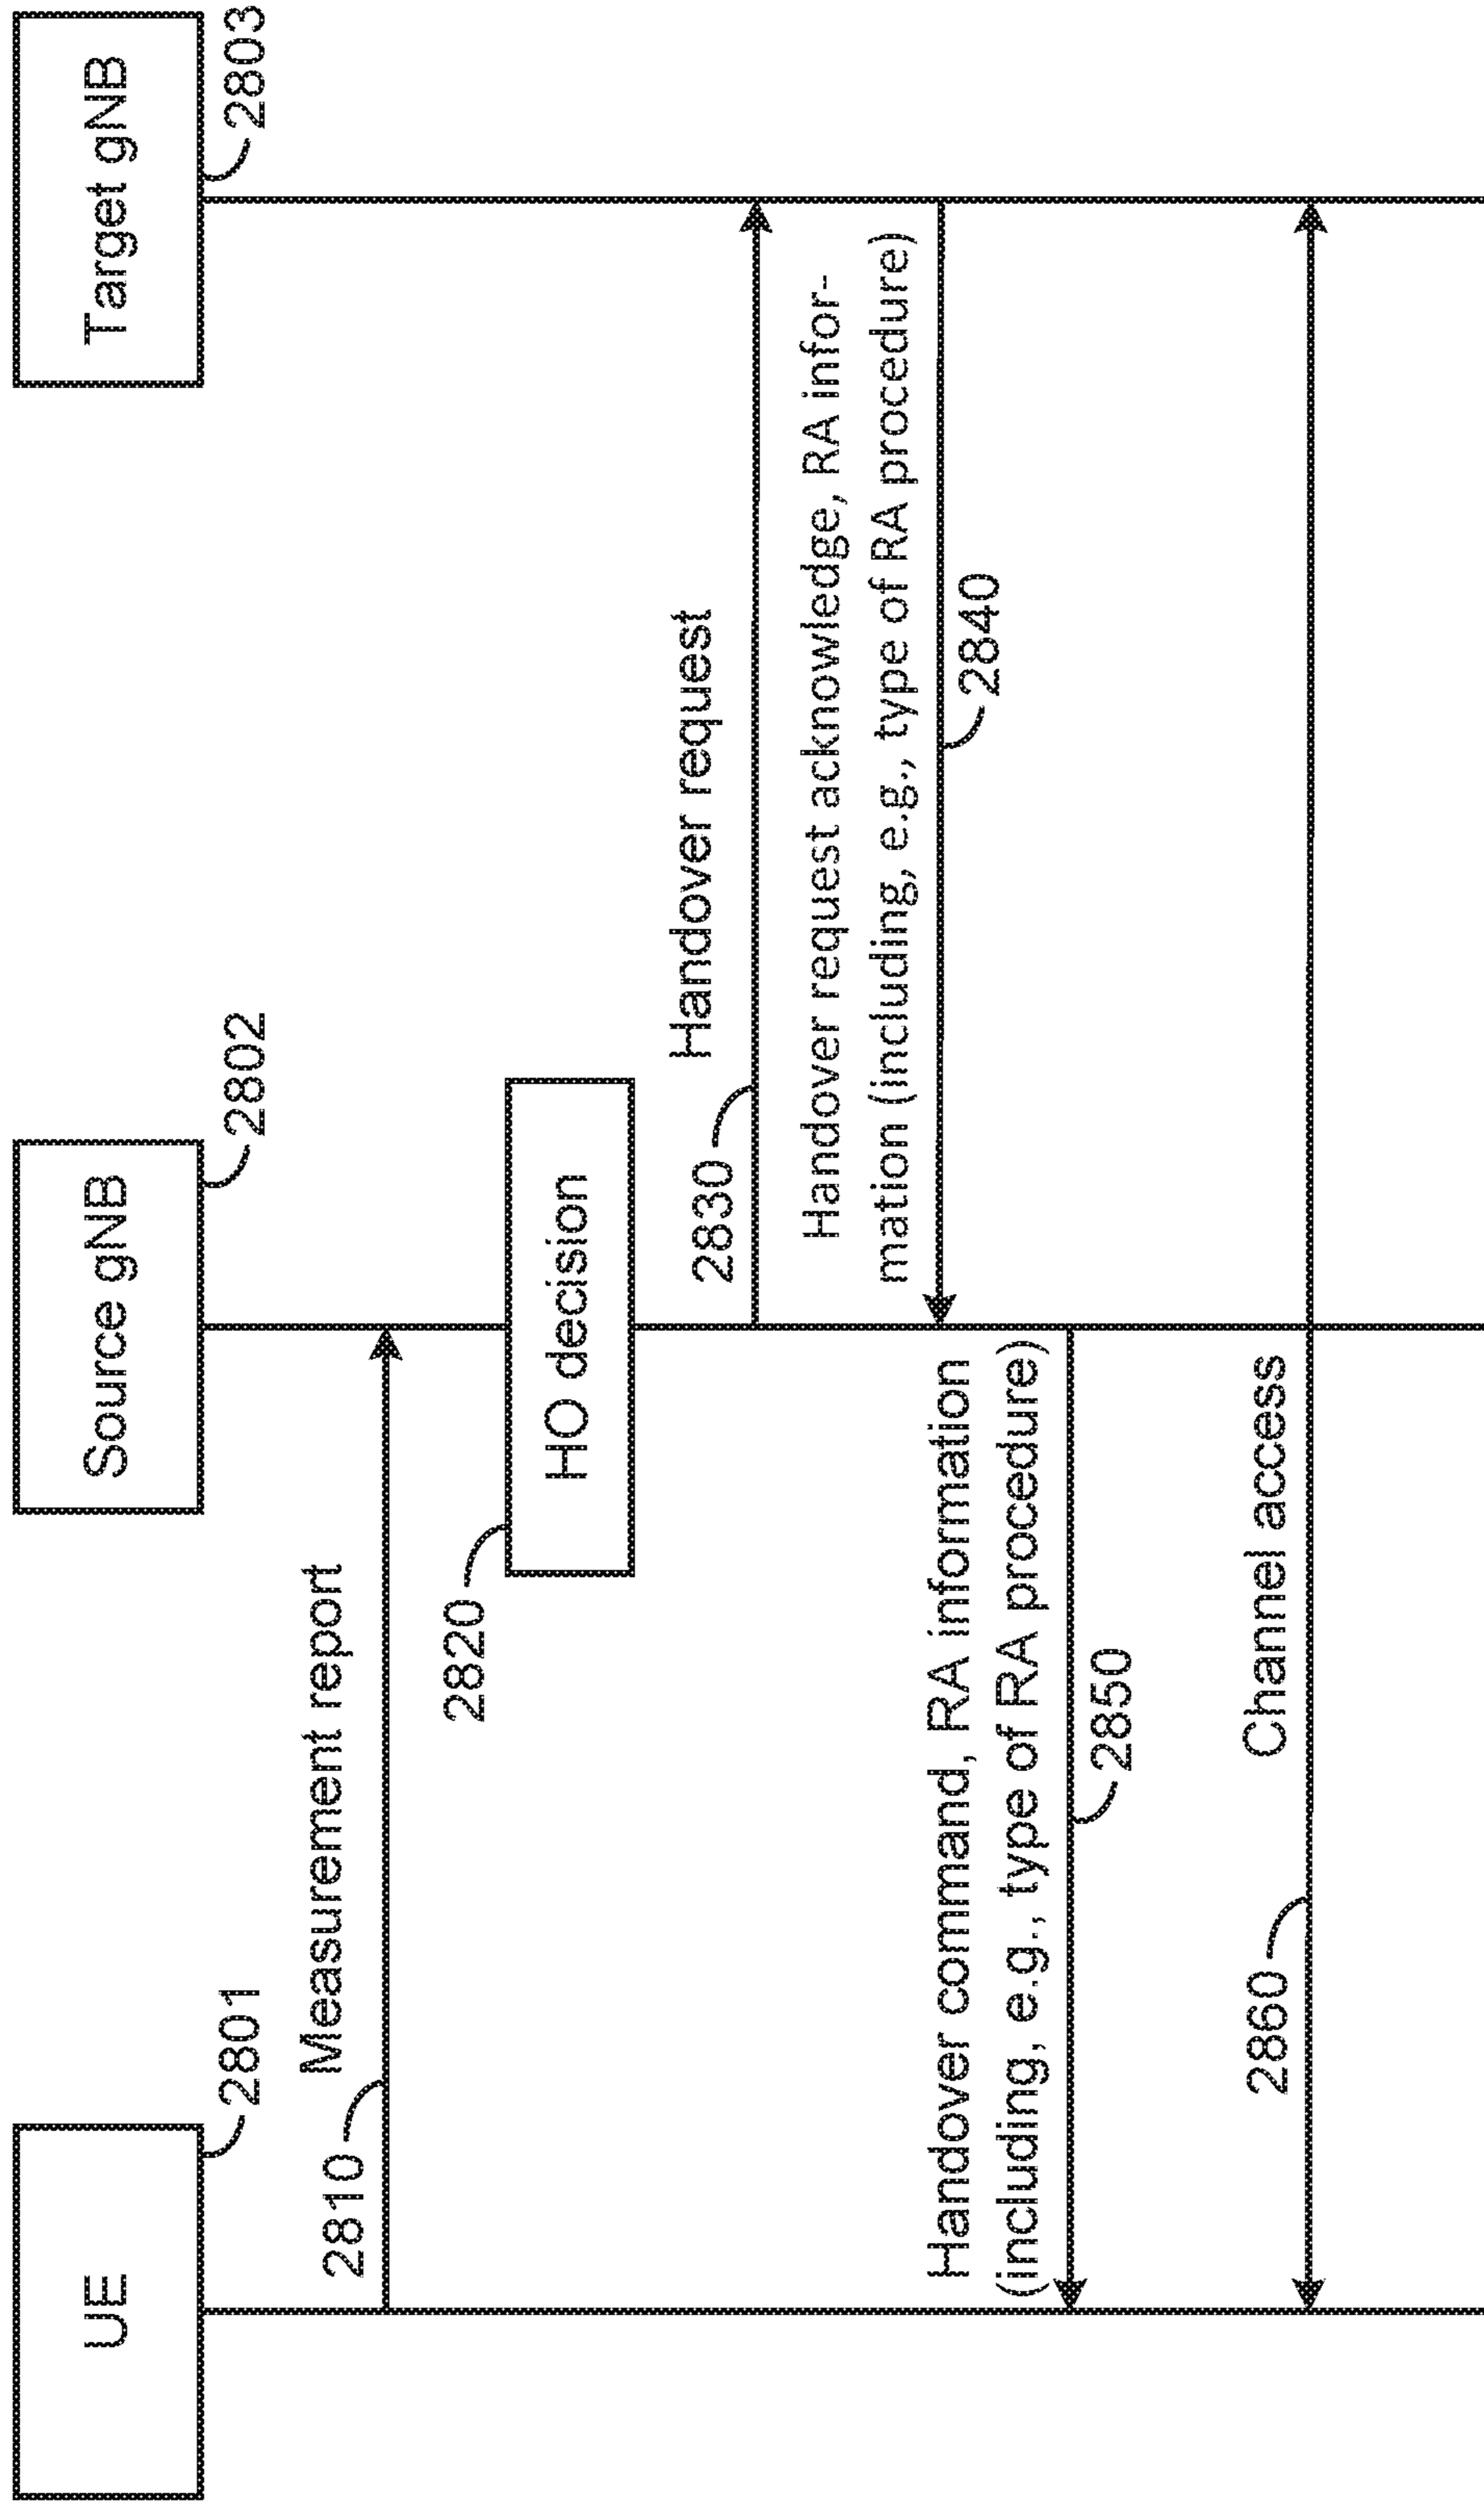 UE
Source gNB
Target gNB
2801
2802
2803
Measurement report
2810
2820
HO decision
Handover request
2830
Handover request acknowledge, RA infor-
mation (including, e.g., type of RA procedure)
2840
Handover command, RA information
(including, e.g., type of RA procedure)
2850
Channel access
2860